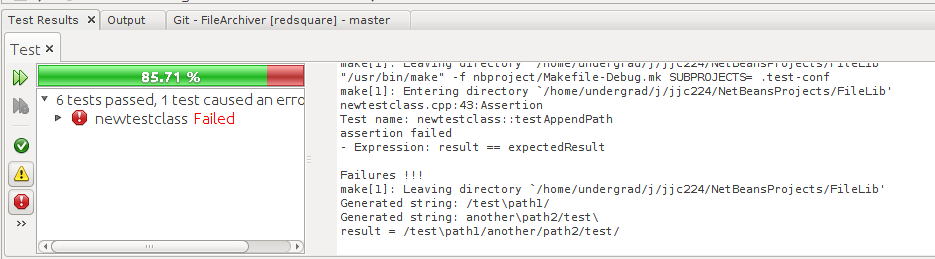 Test Results
Output
Git - FileArchiver [redsquare] - master
Test
85.71 %
6 tests passed, 1 test caused an erro
newtestclass Failed
make[1]: Leaving directory `/home/undergrad/j/jjc224/NetBeansProjects/FileLib'
"/usr/bin/make" -f nbproject/Makefile-Debug.mk SUBPROJECTS= .test-conf
make[1]: Entering directory `/home/undergrad/j/jjc224/NetBeansProjects/FileLib'
newtestclass.cpp:43:Assertion
Test name: newtestclass::testAppendPath
assertion failed
- Expression: result == expectedResult
Failures !!!
make[1]: Leaving directory `/home/undergrad/j/jjc224/NetBeansProjects/FileLib'
Generated string: /test\path1/
Generated string: another\path2/test\
result = /test\path1/another/path2/test/